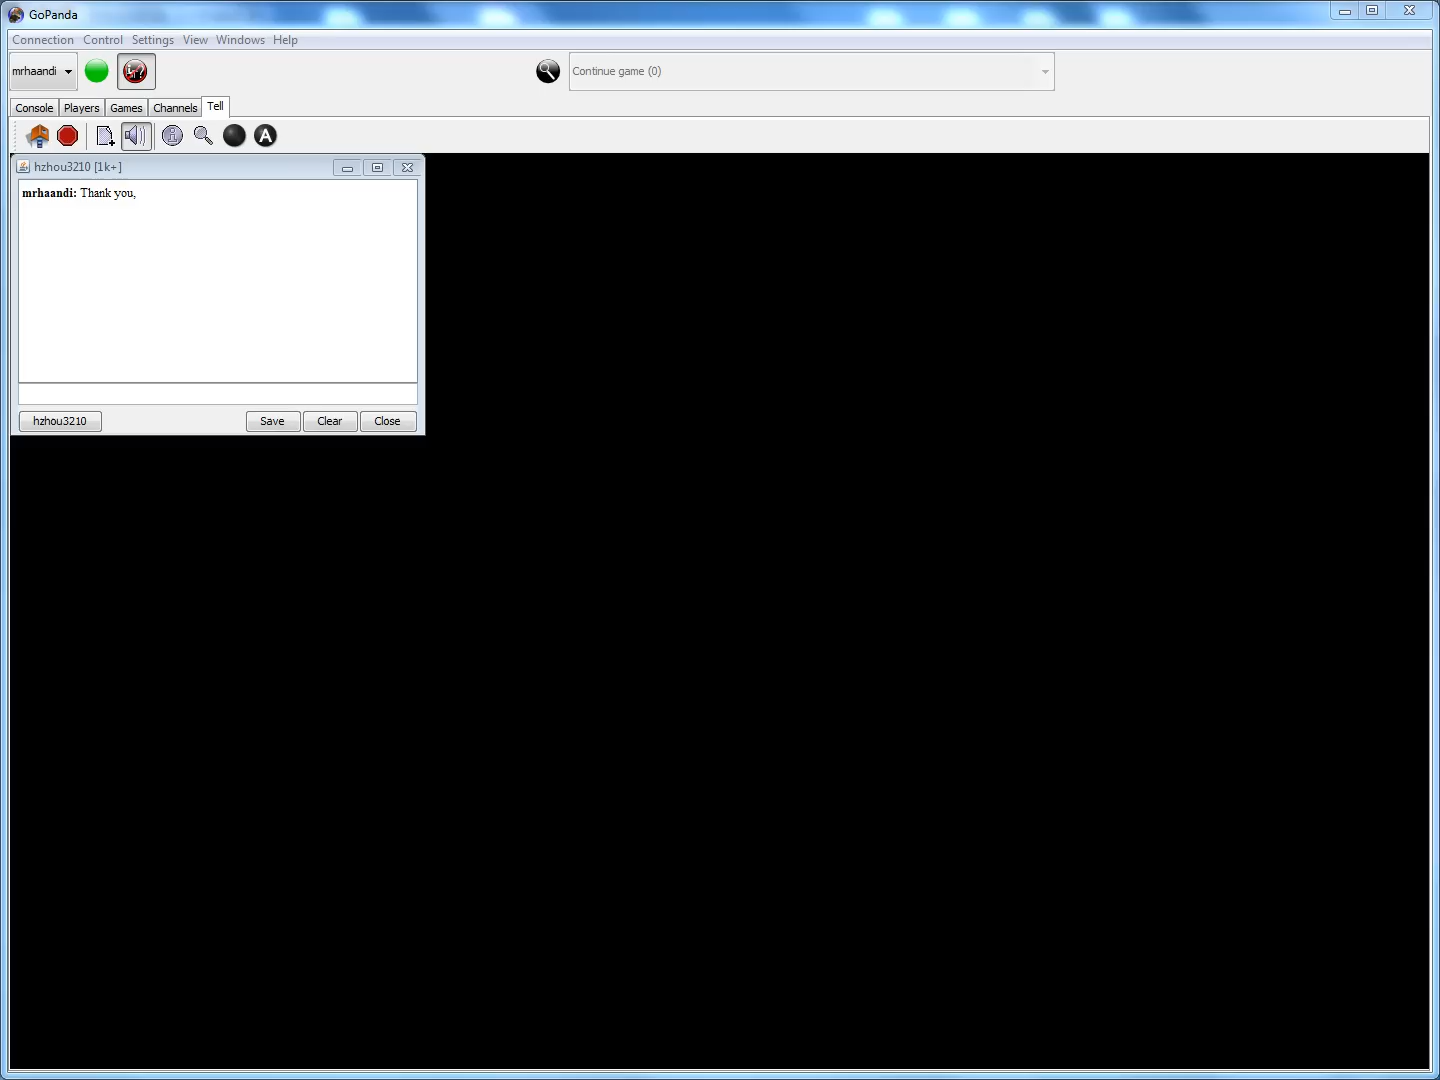 GoPanda
Connection Control Settings View Windows Help
mrhaandi
Continue game (0)
Console Players Games Channels Tell
A
hzhou3210 [1k+]
mrhaandi: Thank you,
hzhou3210 Save Clear Close